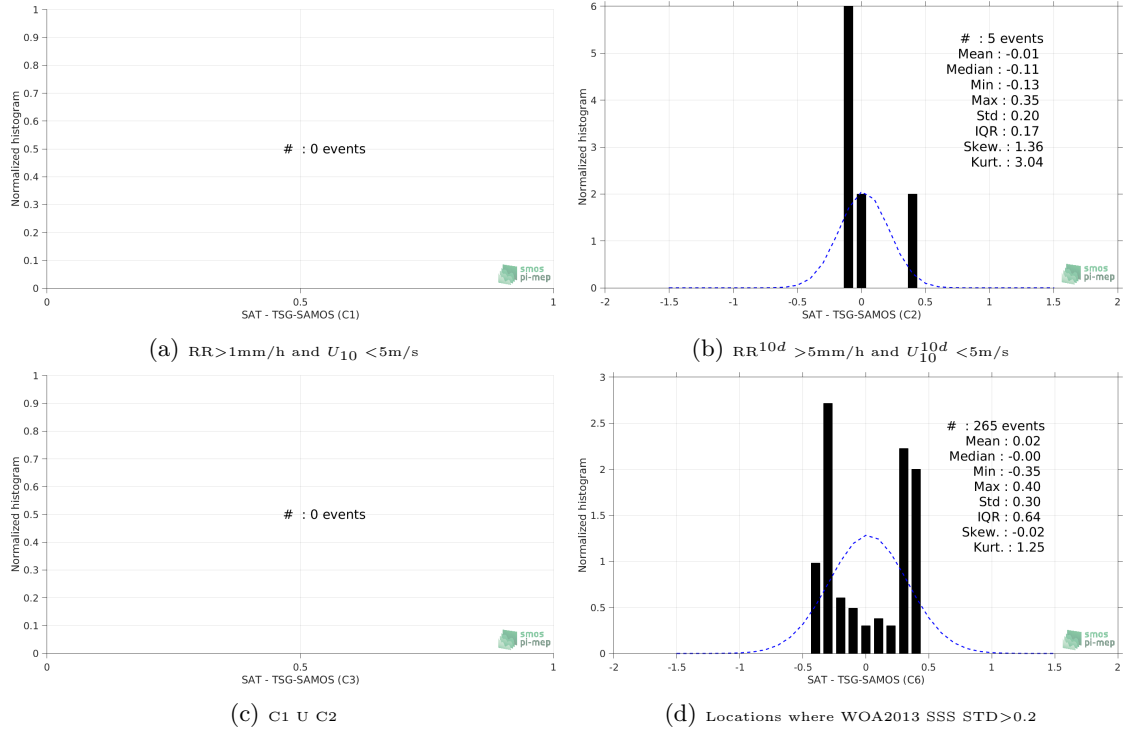 1
0.9
0.8
0.7
0.6
0.5
0.4
0.3
0.2
0.1
0
Normalized histogram
# : 0 events
smos
pi-mep
0 0.5 1
SAT - TSG-SAMOS (C1)
(a) RR>1mm/h and U10 <5m/s
6
5
4
3
2
1
0
Normalized histogram
# : 5 events
Mean : -0.01
Median : -0.11
Min : -0.13
Max : 0.35
Std : 0.20
IQR : 0.17
Skew. : 1.36
Kurt. : 3.04
smos
pi-mep
-2 -1.5 -1 -0.5 0 0.5 1 1.5 2
SAT - TSG-SAMOS (C2)
(b) RR10d >5mm/h and U10d10 <5m/s
1
0.9
0.8
0.7
0.6
0.5
0.4
0.3
0.2
0.1
0
Normalized histogram
# : 0 events
smos
pi-mep
0 0.5 1
SAT - TSG-SAMOS (C3)
(c) C1 U C2
3
2.5
2
1.5
1
0.5
0
Normalized histogram
# : 265 events
Mean : 0.02
Median : -0.00
Min : -0.35
Max : 0.40
Std : 0.30
IQR : 0.64
Skew. : -0.02
Kurt. : 1.25
smos
pi-mep
-2 -1.5 -1 -0.5 0 0.5 1 1.5 2
SAT - TSG-SAMOS (C6)
(d) Locations where WOA2013 SSS STD>0.2